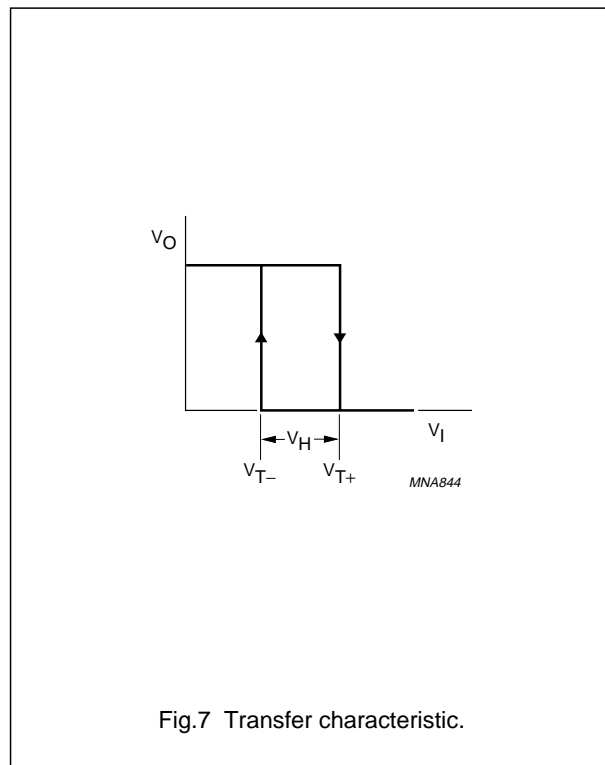 VO
VH
VI
VT−
VT+
MNA844
Fig.7 Transfer characteristic.